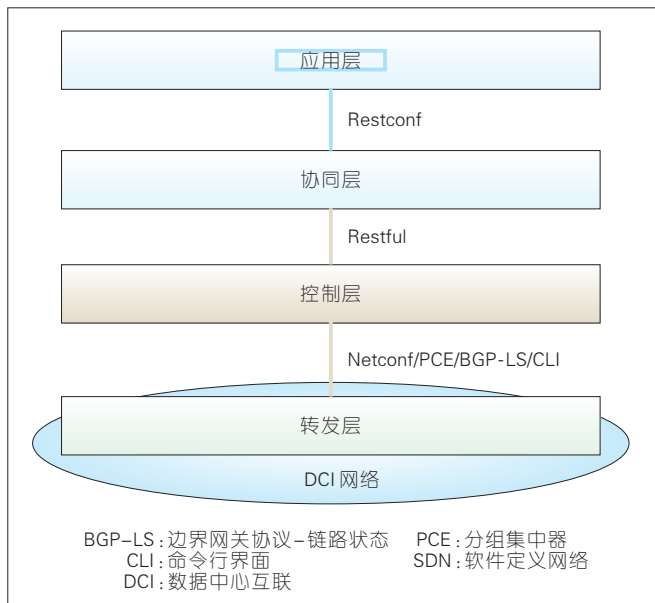 应用层
Restconf
协同层
Restful
控制层
Netconf/PCE/BGP-LS/CLI
转发层
DCI 网络
BGP-LS:边界网关协议-链路状态 PCE:分组集中器
CLI:命令行界面 SDN:软件定义网络
DCI:数据中心互联